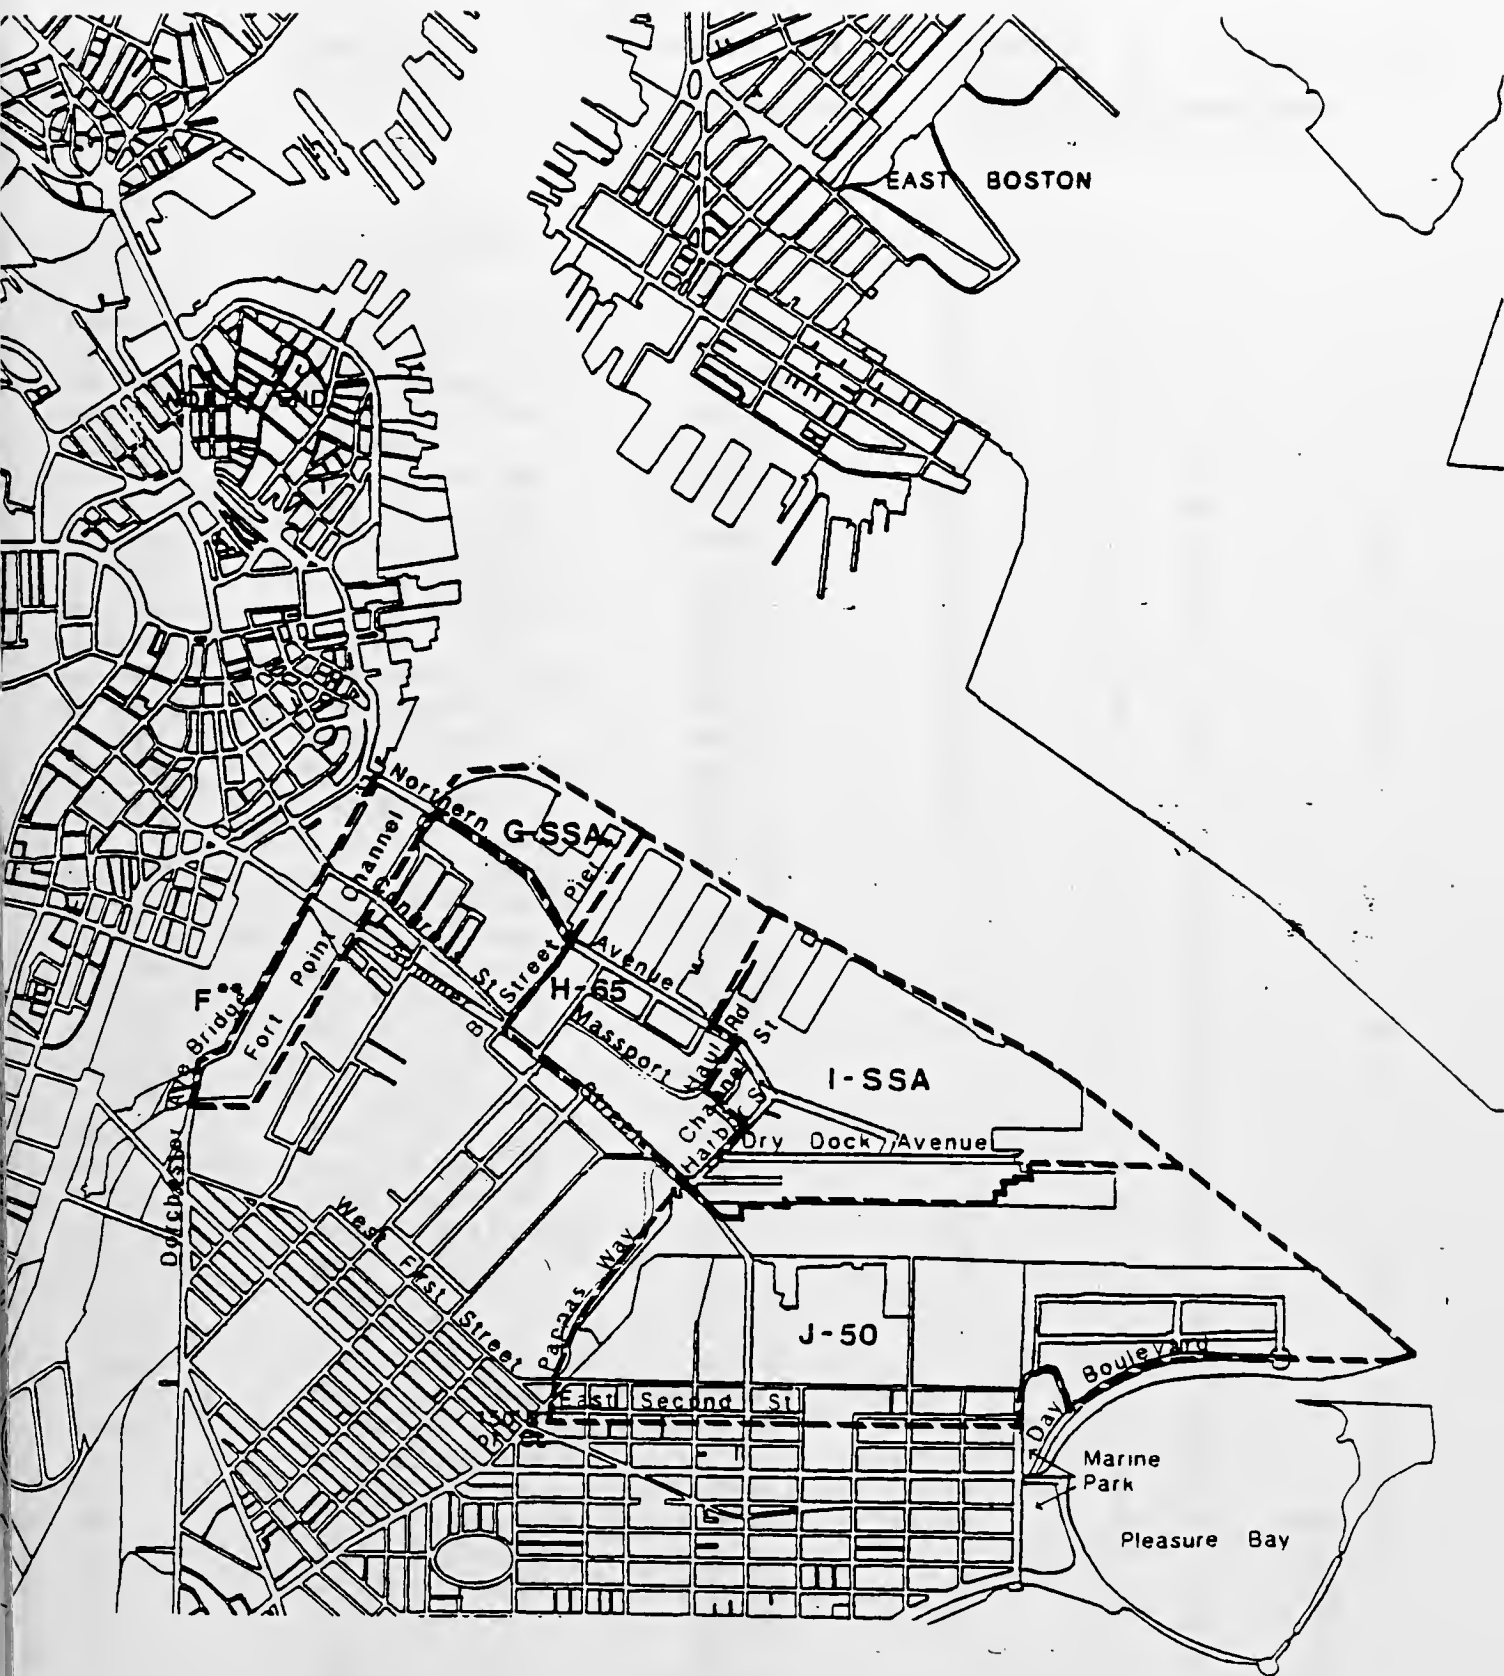 EAST BOSTON
NORTH END
Northern
G-SSA
Pier
Channel
Congress St
Summer
Point
Fort
Street
B
Avenue
H-65
F**
Dorchester Ave Bridge
Massport
Haul Rd
Channel St
Harbor St
I-SSA
Street
Dry Dock Avenue
West First Street
Pappas Way
J-50
Day Boulevard
East Second St
Marine
Park
Pleasure Bay